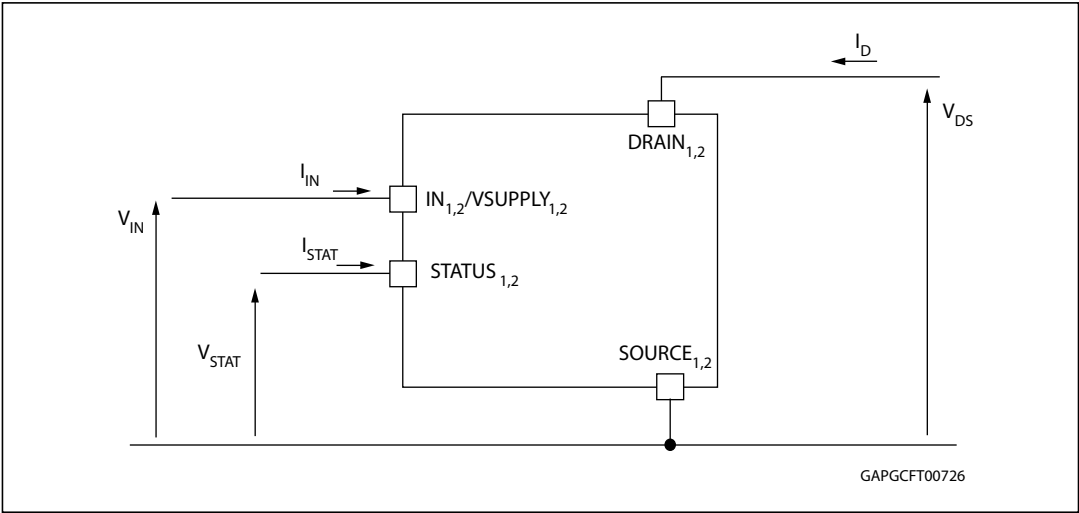 I_D
V_DS
DRAIN_1,2
I_IN
IN_1,2/VSUPPLY_1,2
V_IN
I_STAT
STATUS_1,2
V_STAT
SOURCE_1,2
GAPGCFT00726